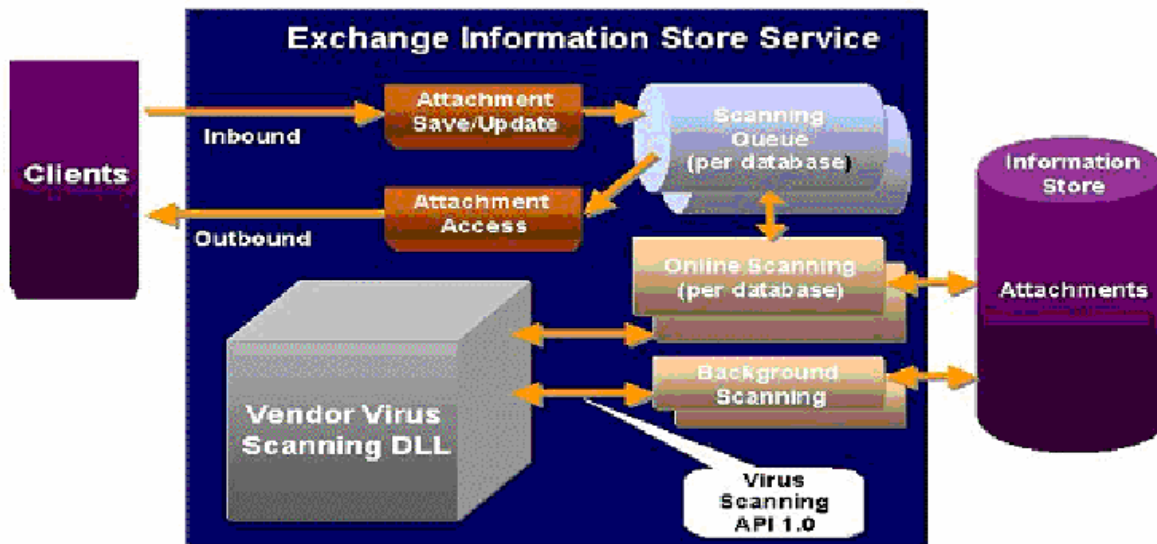 Exchange Information Store Service
Clients
Inbound
Outbound
Attachment
Save/Update
Attachment
Access
Scanning
Queue
(per database)
Online Scanning
(per database)
Background
Scanning
Vendor Virus
Scanning DLL
Virus
Scanning
API 1.0
Information
Store
Attachments